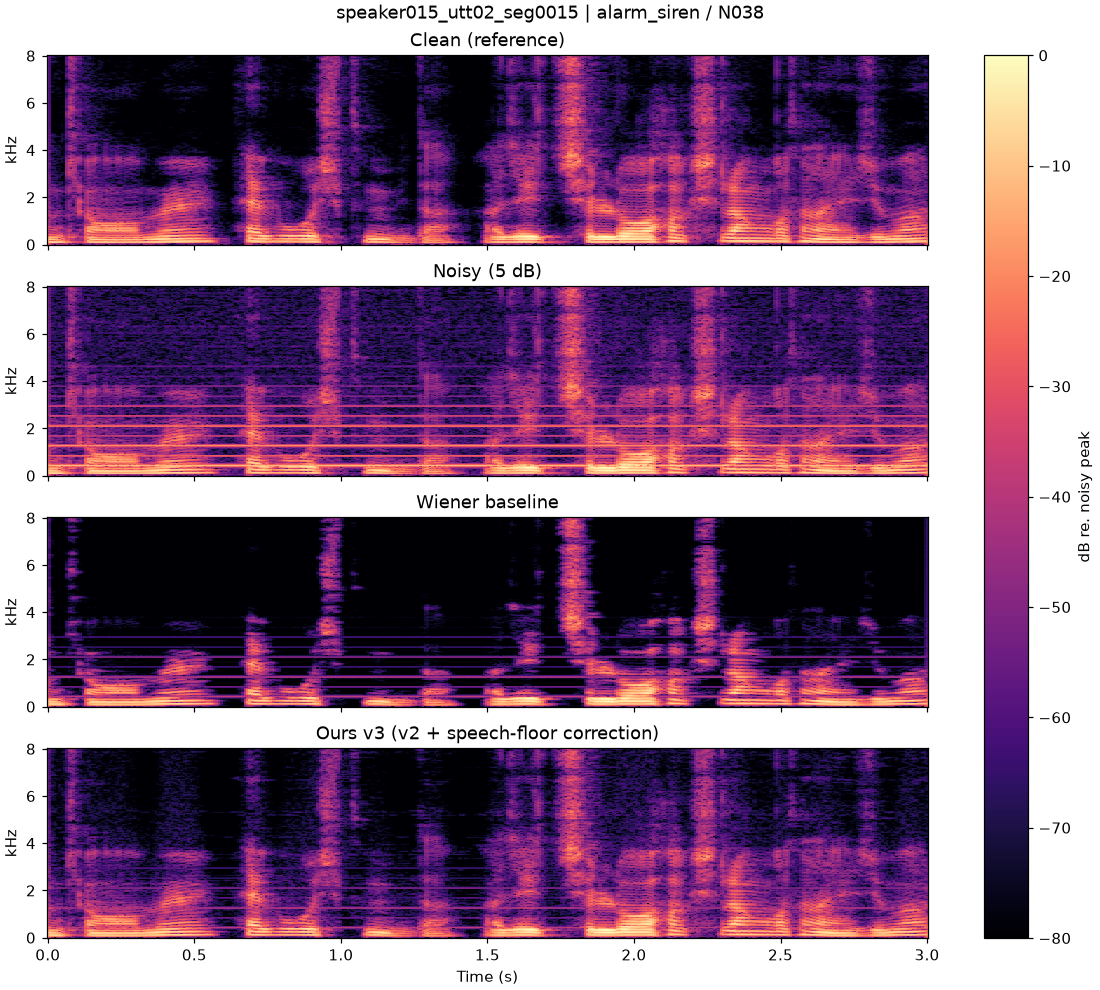 speaker015_utt02_seg0015 | alarm_siren / N038
Clean (reference)
8
6
4
2
0
kHz
Noisy (5 dB)
8
6
4
2
0
kHz
Wiener baseline
8
6
4
2
0
kHz
Ours v3 (v2 + speech-floor correction)
8
6
4
2
0
kHz
0.0 0.5 1.0 1.5 2.0 2.5 3.0
Time (s)
0
−10
−20
−30
−40
−50
−60
−70
−80
dB re. noisy peak